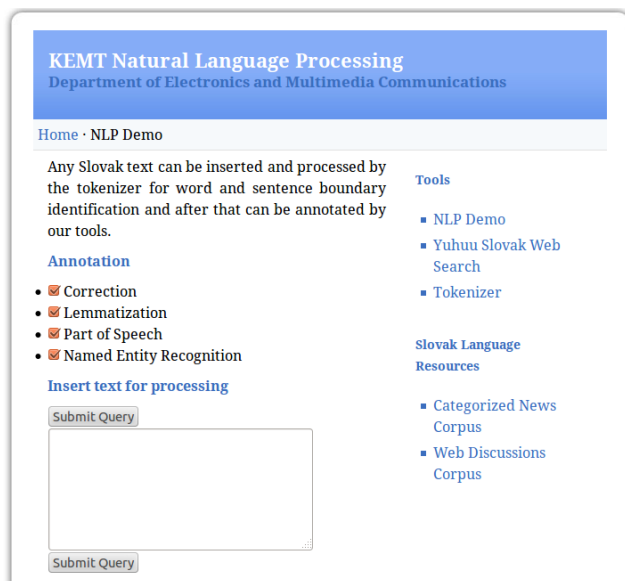 KEMT Natural Language Processing
Department of Electronics and Multimedia Communications
Home · NLP Demo
Any Slovak text can be inserted and processed by
the tokenizer for word and sentence boundary
identification and after that can be annotated by
our tools.
Annotation
Correction
Lemmatization
Part of Speech
Named Entity Recognition
Insert text for processing
Submit Query
Submit Query
Tools
NLP Demo
Yuhuu Slovak Web
Search
Tokenizer
Slovak Language
Resources
Categorized News
Corpus
Web Discussions
Corpus